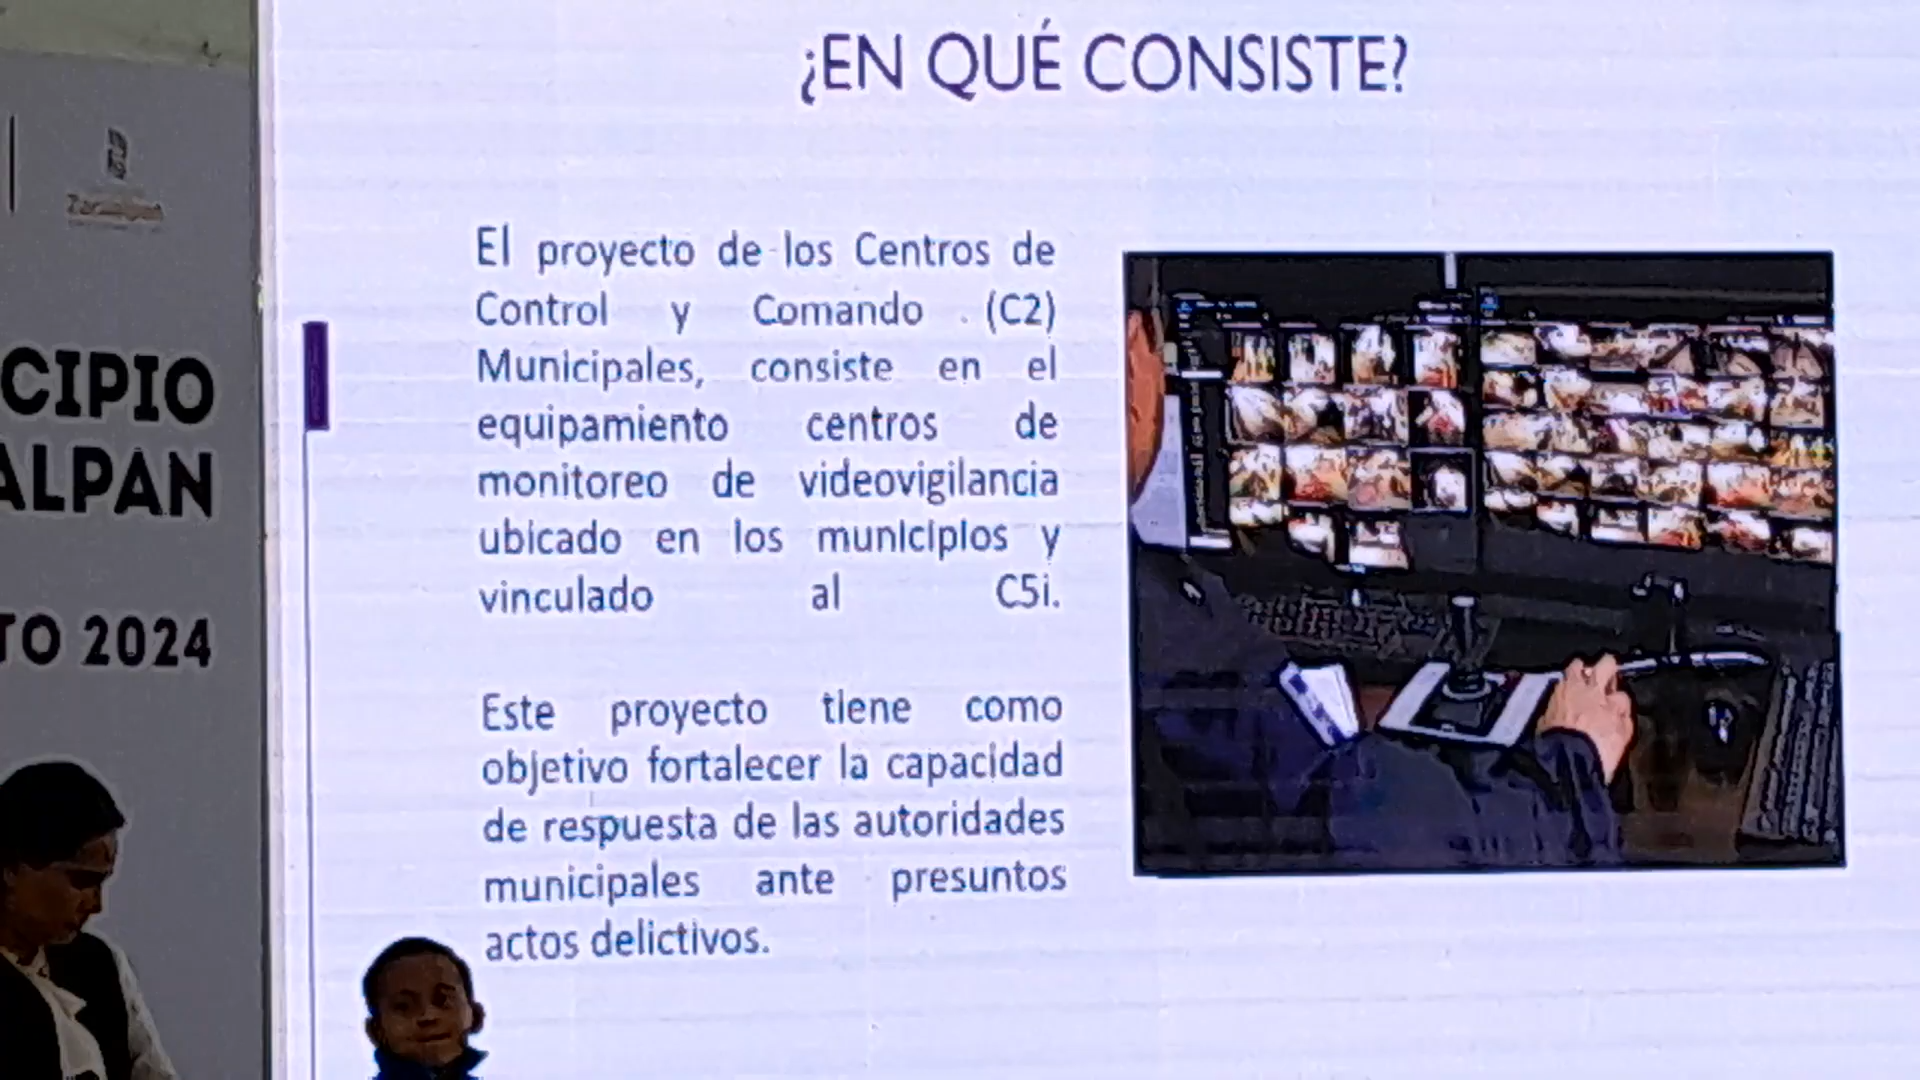 ¿EN QUÉ CONSISTE?
El proyecto de los Centros de
Control y Comando (C2)
Municipales, consiste en el
equipamiento centros de
monitoreo de videovigilancia
ubicado en los municipios y
vinculado al C5i.
Este proyecto tiene como
objetivo fortalecer la capacidad
de respuesta de las autoridades
municipales ante presuntos
actos delictivos.
CIPIO
ALPAN
TO 2024